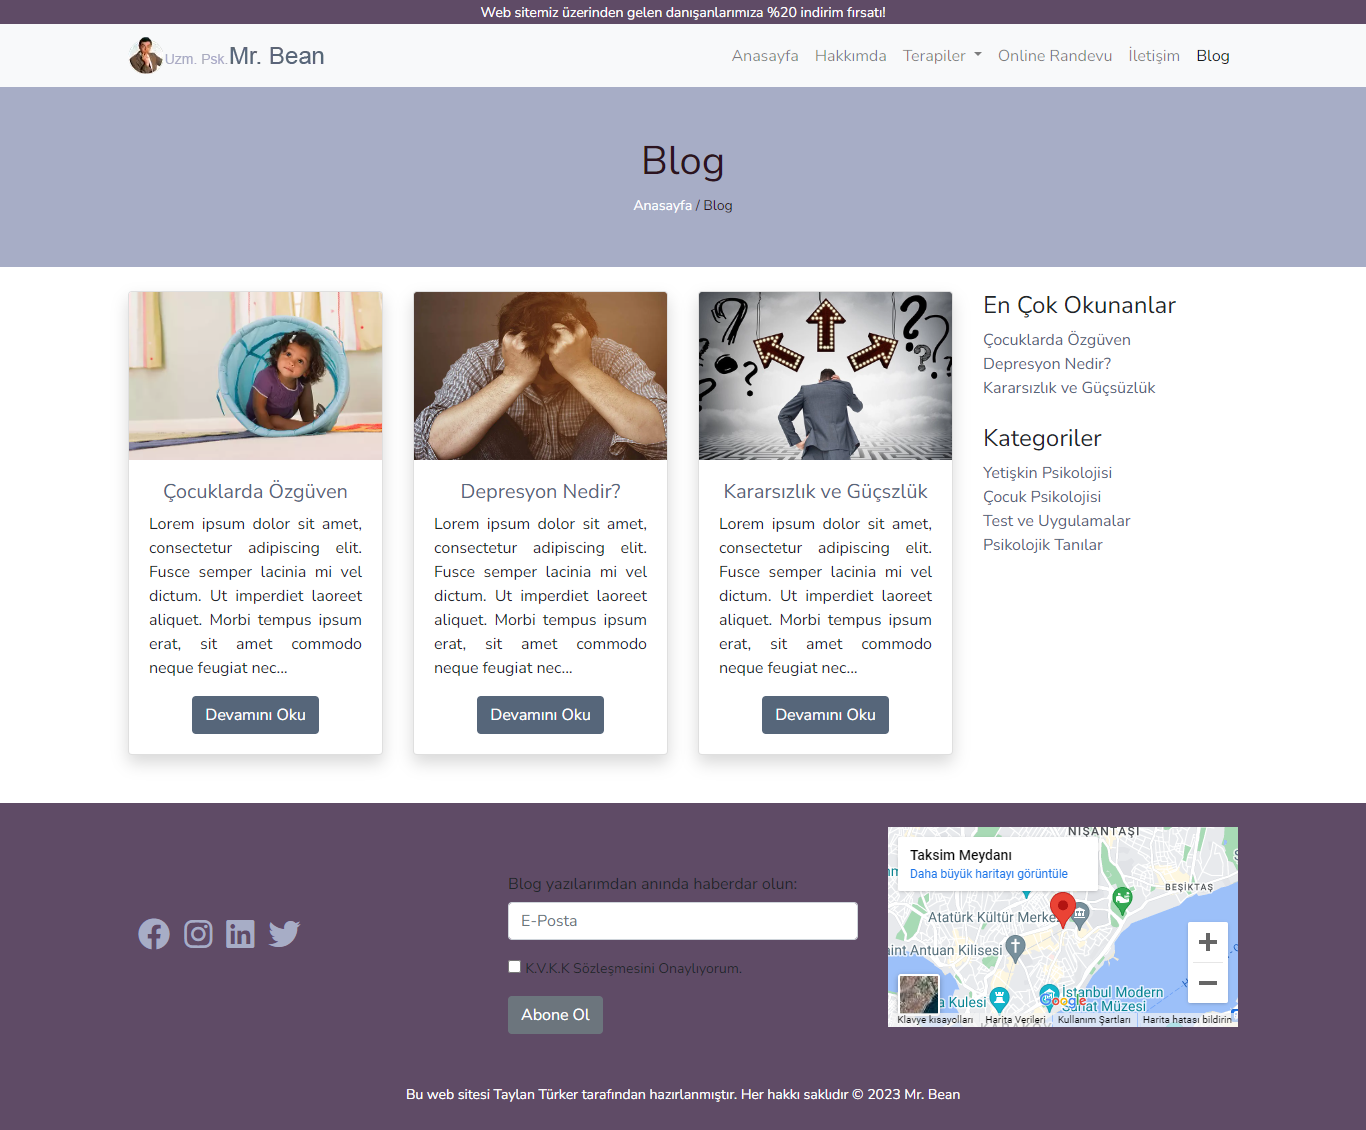 Web sitemiz üzerinden gelen danışanlarımıza %20 indirim fırsatı!
Uzm. Psk.Mr. Bean
Anasayfa Hakkımda Terapiler Online Randevu İletişim Blog
Blog
Anasayfa / Blog
Çocuklarda Özgüven
Lorem ipsum dolor sit amet,
consectetur adipiscing elit.
Fusce semper lacinia mi vel
dictum. Ut imperdiet laoreet
aliquet. Morbi tempus ipsum
erat, sit amet commodo
neque feugiat nec...
Devamını Oku
Depresyon Nedir?
Lorem ipsum dolor sit amet,
consectetur adipiscing elit.
Fusce semper lacinia mi vel
dictum. Ut imperdiet laoreet
aliquet. Morbi tempus ipsum
erat, sit amet commodo
neque feugiat nec...
Devamını Oku
Kararsızlık ve Güçszlük
Lorem ipsum dolor sit amet,
consectetur adipiscing elit.
Fusce semper lacinia mi vel
dictum. Ut imperdiet laoreet
aliquet. Morbi tempus ipsum
erat, sit amet commodo
neque feugiat nec...
Devamını Oku
En Çok Okunanlar
Çocuklarda Özgüven
Depresyon Nedir?
Kararsızlık ve Güçsüzlük
Kategoriler
Yetişkin Psikolojisi
Çocuk Psikolojisi
Test ve Uygulamalar
Psikolojik Tanılar
Blog yazılarımdan anında haberdar olun:
E-Posta
K.V.K.K Sözleşmesini Onaylıyorum.
Abone Ol
NİŞANTAŞI
Taksim Meydanı
Daha büyük haritayı görüntüle
BEŞİKTAŞ
Atatürk Kültür Merke
int Antuan Kilisesi
a Kulesi
İstanbul Modern
Sanat Müzesi
Google
Klavye kısayolları Harita Verileri Kullanım Şartları Harita hatası bildirin
Bu web sitesi Taylan Türker tarafından hazırlanmıştır. Her hakkı saklıdır © 2023 Mr. Bean